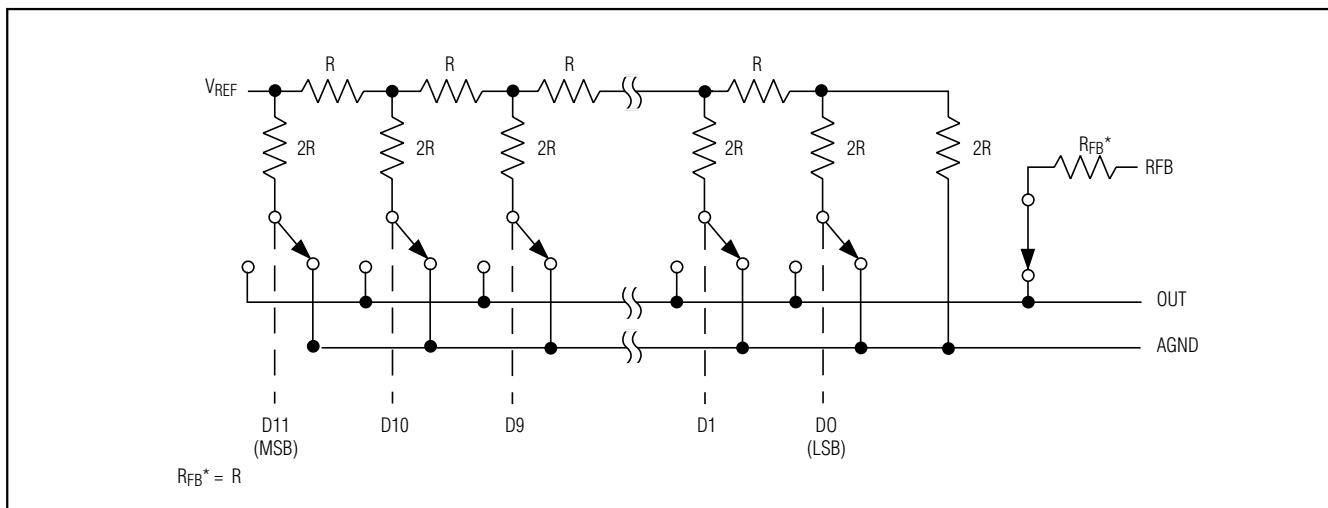 R R R R
VREF
2R 2R 2R 2R 2R 2R
RFB*
RFB
OUT
AGND
D11 D10 D9 D1 D0
(MSB) (LSB)
RFB* = R